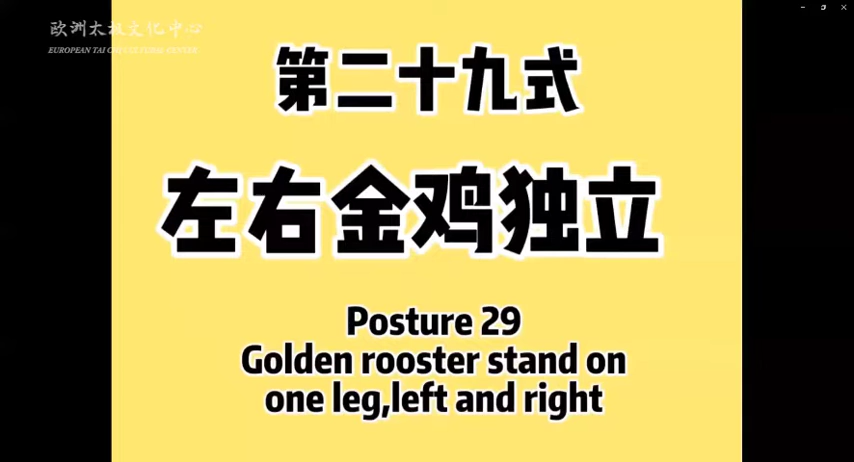 欧洲太极文化中心
第二十九式
左右金鸡独立
Posture 29
Golden rooster stand on
one leg,left and right